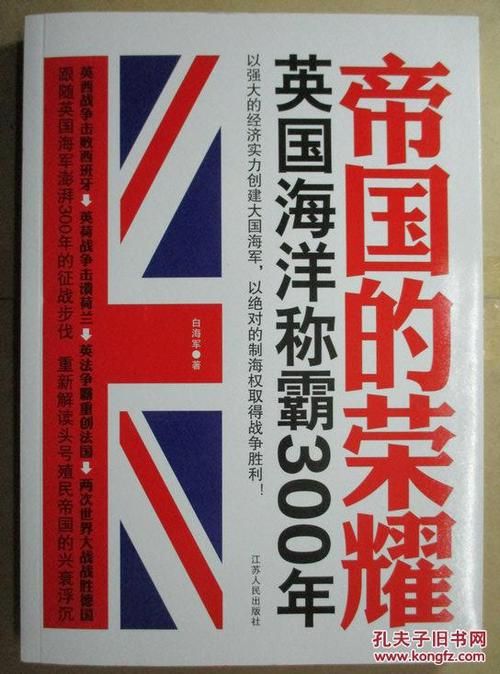 帝国的荣耀
英国海洋称霸300年
以强大的经济实力创建大国海军，以绝对的制海权取得战争胜利！
江苏人民出版社
白海军●著
英西战争击败西班牙➡英荷战争击溃荷兰➡英法争霸重创法国➡两次世界大战战胜德国
跟随英国海军澎湃300年的征战步伐 重新解读头号殖民帝国的兴衰浮沉
孔夫子旧书网
www.kongfz.com